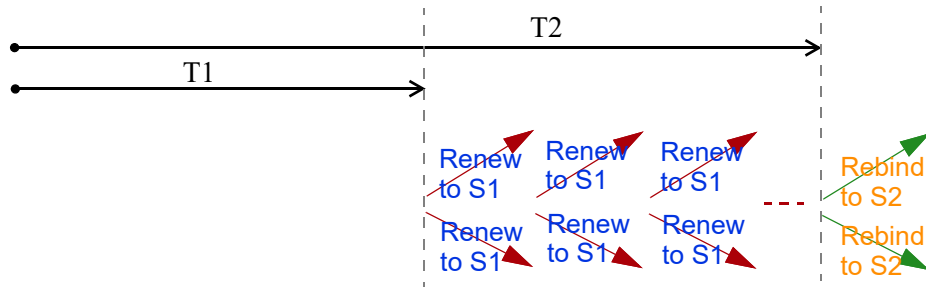 T2
T1
Renew
to S1
Renew
to S1
Renew
to S1
Rebind
to S2
Renew
to S1
Renew
to S1
Renew
to S1
Rebind
to S2